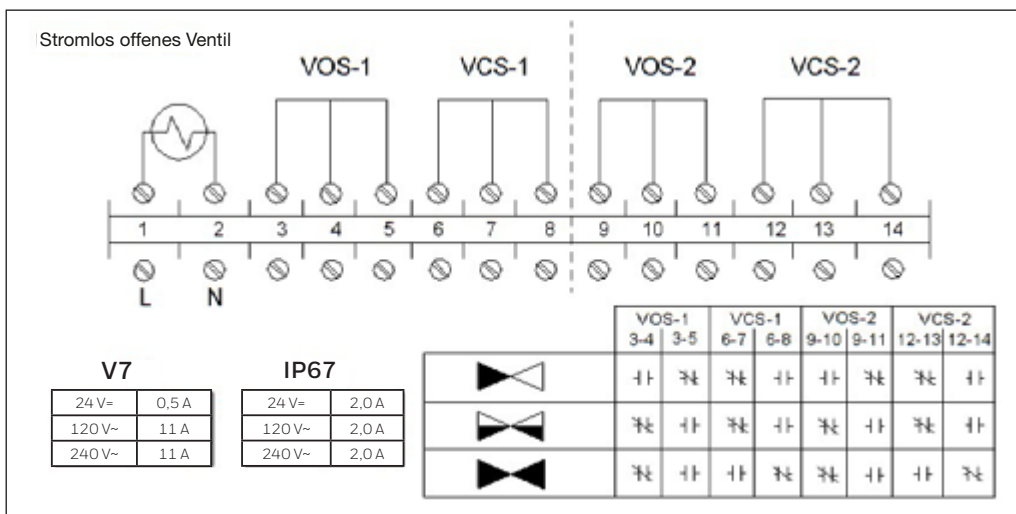 Stromlos offenes Ventil
VOS-1 VCS-1 VOS-2 VCS-2
1 2 3 4 5 6 7 8 9 10 11 12 13 14
L N
VOS-1 VCS-1 VOS-2 VCS-2
3-4 3-5 6-7 6-8 9-10 9-11 12-13 12-14
V7
24 V= 0,5 A
120 V~ 11 A
240 V~ 11 A
IP67
24 V= 2,0 A
120 V~ 2,0 A
240 V~ 2,0 A